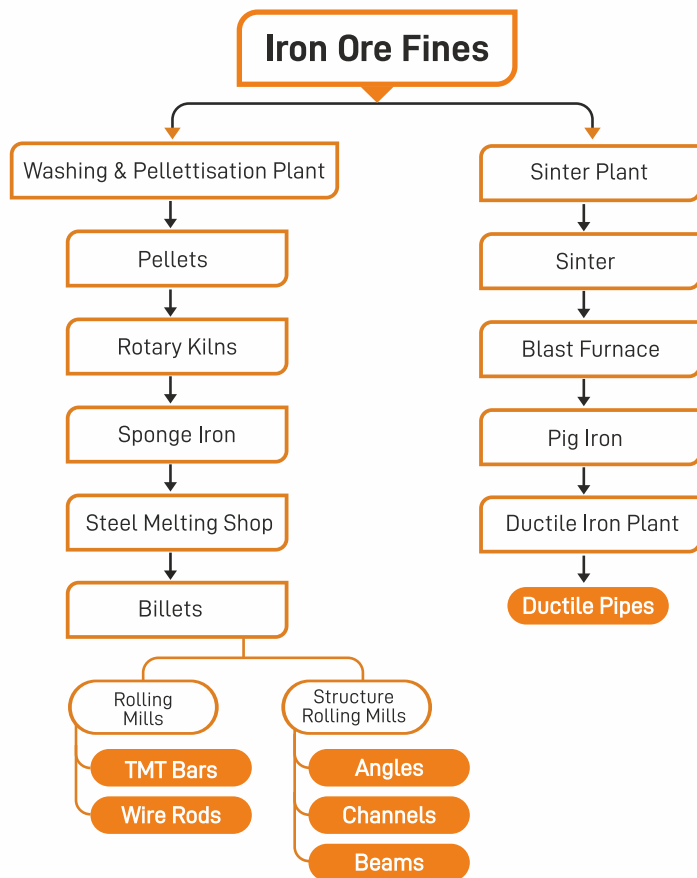 Iron Ore Fines
Washing & Pellettisation Plant
Pellets
Rotary Kilns
Sponge Iron
Steel Melting Shop
Billets
Rolling
Mills
TMT Bars
Wire Rods
Structure
Rolling Mills
Angles
Channels
Beams
Sinter Plant
Sinter
Blast Furnace
Pig Iron
Ductile Iron Plant
Ductile Pipes